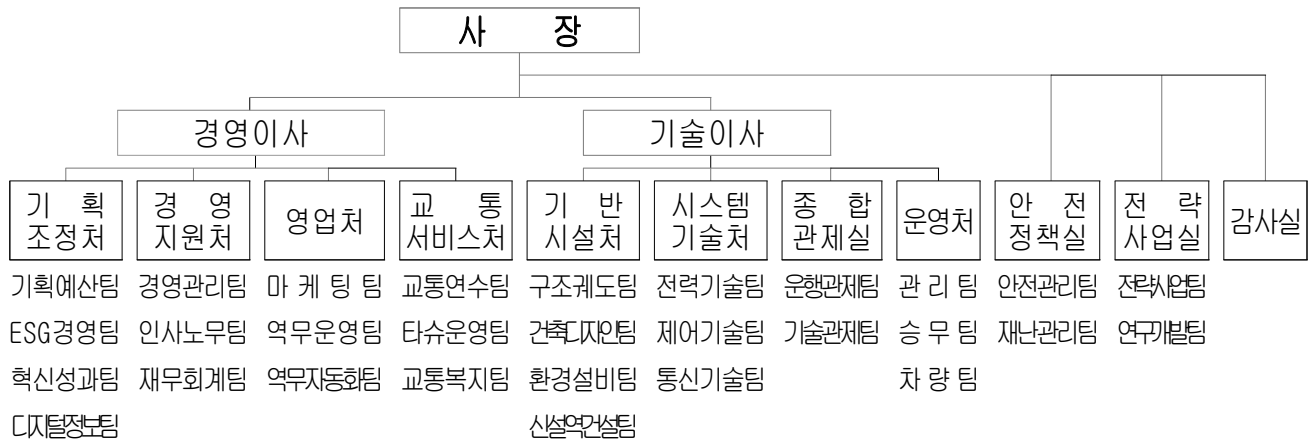 사 장
경영이사 기술이사
기 획 조정처
경 영 지원처
영업처
교 통 서비스처
기 반 시설처
시스템 기술처
종 합 관제실
운영처
안 전 정책실
전 략 사업실
감사실
기획예산팀 경영관리팀 마 케 팅 팀 교통연수팀 구조궤도팀 전력기술팀 운행관제팀 관 리 팀 안전관리팀 전략사업팀
ESG경영팀 인사노무팀 역무운영팀 타슈운영팀 건축디자인팀 제어기술팀 기술관제팀 승 무 팀 재난관리팀 연구개발팀
혁신성과팀 재무회계팀 역무자동화팀 교통복지팀 환경설비팀 통신기술팀 차 량 팀
디지털정보팀 신설역건설팀